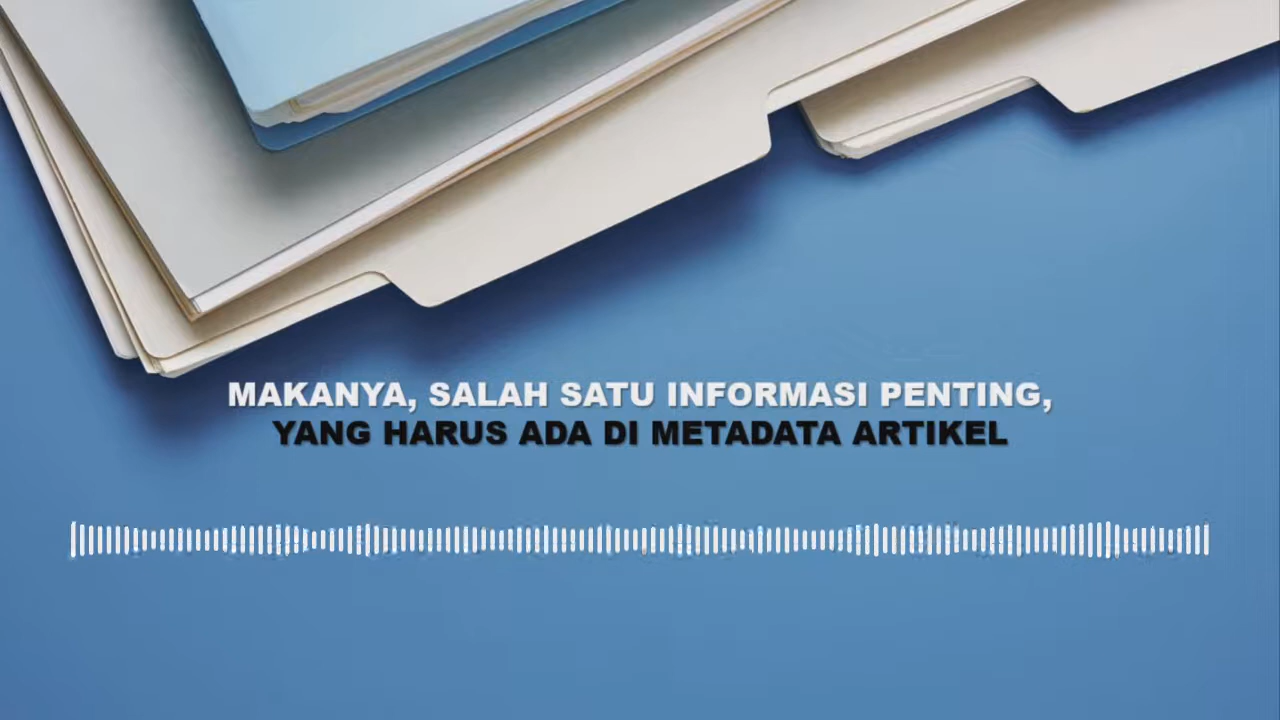 MAKANYA, SALAH SATU INFORMASI PENTING,
YANG HARUS ADA DI METADATA ARTIKEL